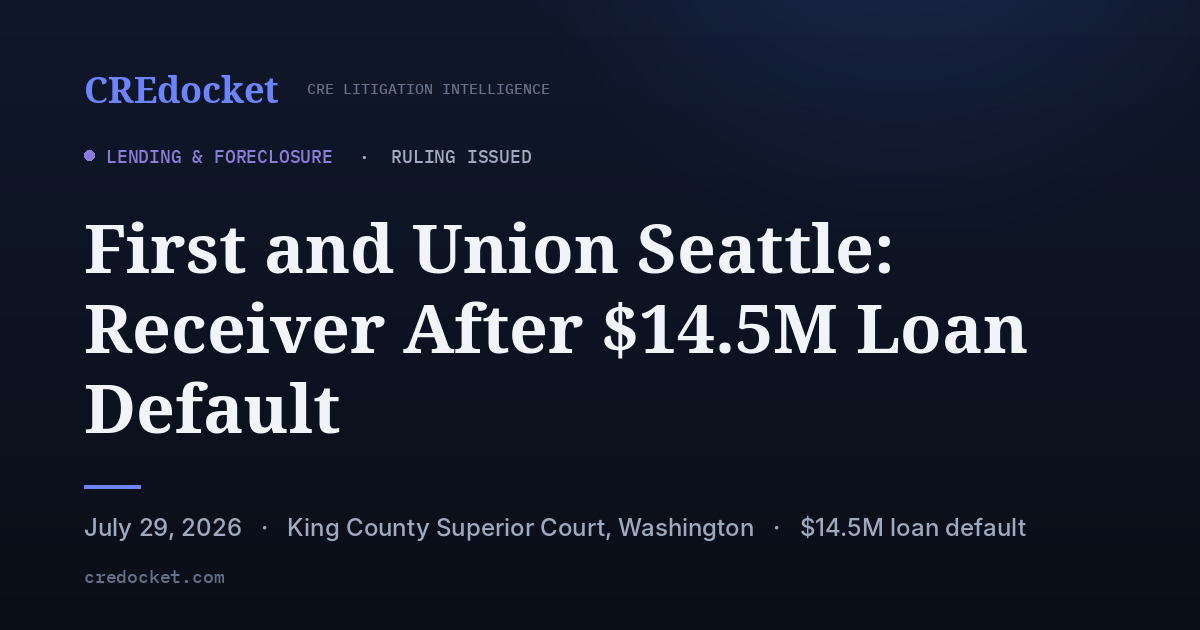 CREdocket CRE LITIGATION INTELLIGENCE
LENDING & FORECLOSURE · RULING ISSUED
First and Union Seattle:
Receiver After $14.5M Loan
Default
July 29, 2026 · King County Superior Court, Washington · $14.5M loan default
credocket.com